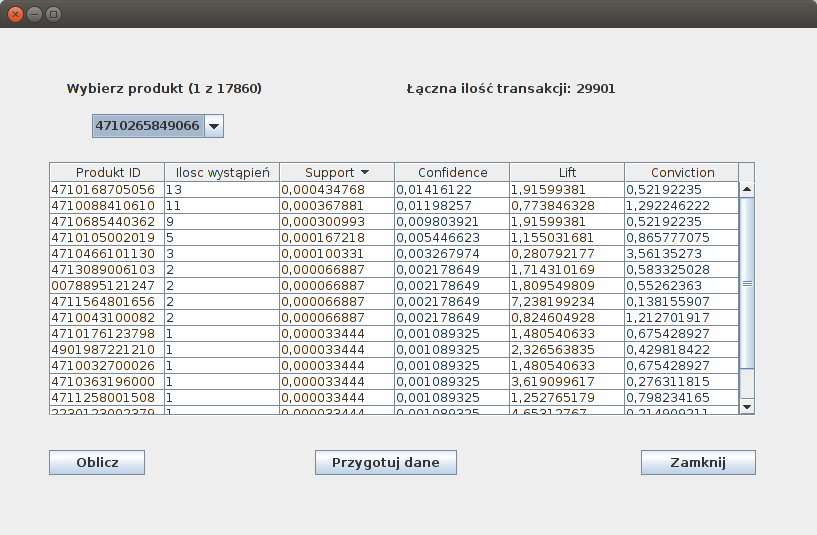 Wybierz produkt (1 z 17860) Łączna ilość transakcji: 29901
4710265849066
Produkt ID Ilosc wystąpień Support Confidence Lift Conviction
4710168705056 13 0,000434768 0,01416122 1,91599381 0,52192235
4710088410610 11 0,000367881 0,01198257 0,773846328 1,292246222
4710685440362 9 0,000300993 0,009803921 1,91599381 0,52192235
4710105002019 5 0,000167218 0,005446623 1,155031681 0,865777075
4710466101130 3 0,000100331 0,003267974 0,280792177 3,56135273
4713089006103 2 0,000066887 0,002178649 1,714310169 0,583325028
0078895121247 2 0,000066887 0,002178649 1,809549809 0,55262363
4711564801656 2 0,000066887 0,002178649 7,238199234 0,138155907
4710043100082 2 0,000066887 0,002178649 0,824604928 1,212701917
4710176123798 1 0,000033444 0,001089325 1,480540633 0,675428927
4901987221210 1 0,000033444 0,001089325 2,326563835 0,429818422
4710032700026 1 0,000033444 0,001089325 1,480540633 0,675428927
4710363196000 1 0,000033444 0,001089325 3,619099617 0,276311815
4711258001508 1 0,000033444 0,001089325 1,252765179 0,798234165
2230123002379 1 0,000033444 0,001089325 4,65312767 0,214909211
Oblicz Przygotuj dane Zamknij